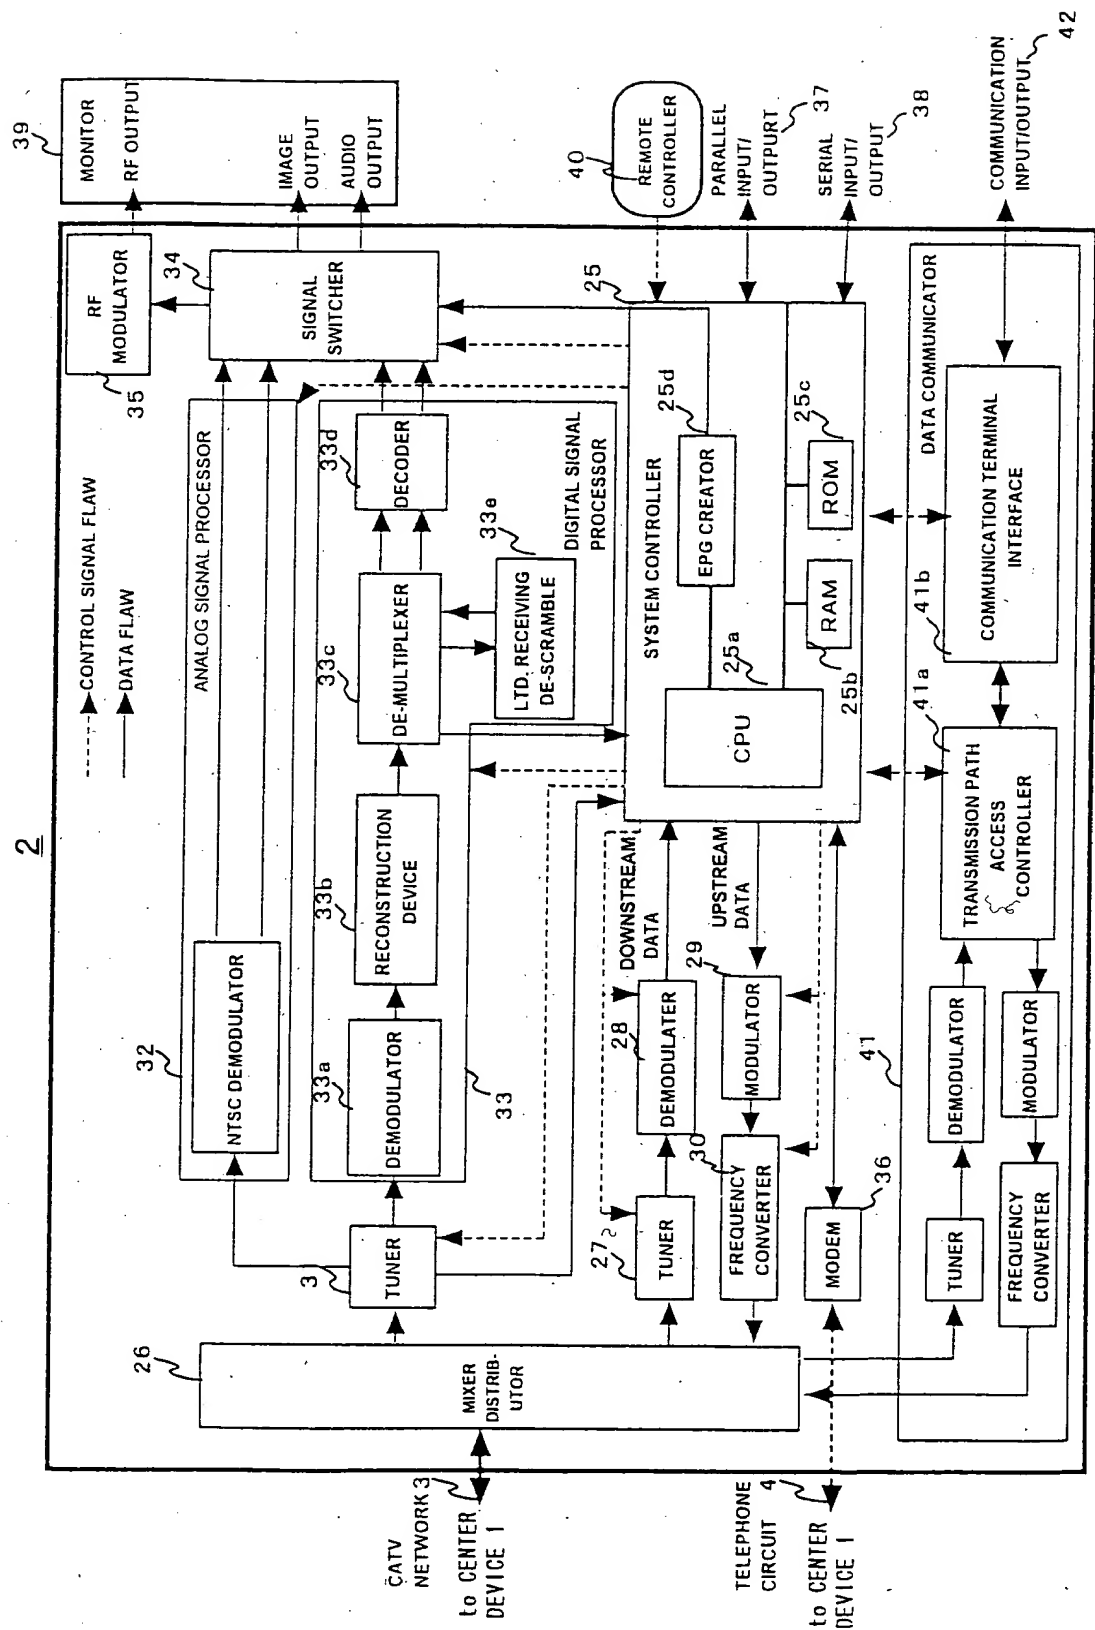 2
CONTROL SIGNAL FLAW
DATA FLAW
39
MONITOR
RF OUTPUT
IMAGE
OUTPUT
AUDIO
OUTPUT
RF
MODULATOR
35
34
SIGNAL
SWITCHER
ANALOG SIGNAL PROCESSOR
32
NTSC DEMODULATOR
33
33a
DEMODULATOR
33b
RECONSTRUCTION
DEVICE
33c
DE-MULTIPLEXER
33d
DECODER
33e
LTD. RECEIVING
DE-SCRAMBLE
DIGITAL SIGNAL
PROCESSOR
3
TUNER
26
MIXER
DISTRIB-
UTOR
CATV
NETWORK 3
to CENTER
DEVICE 1
40
REMOTE
CONTROLLER
PARALLEL
INPUT/
OUTPURT
37
SERIAL
INPUT/
OUTPUT
38
25
SYSTEM CONTROLLER
25d
EPG CREATOR
25a
CPU
25b
RAM
25c
ROM
DOWNSTREAM
DATA
UPSTREAM
DATA
27
TUNER
28
DEMODULATER
29
MODULATOR
30
FREQUENCY
CONVERTER
36
MODEM
TELEPHONE
CIRCUIT 4
to CENTER
DEVICE 1
41
DATA COMMUNICATOR
TUNER
DEMODULATOR
FREQUENCY
CONVERTER
MODULATOR
41a
TRANSMISSION PATH
ACCESS
CONTROLLER
41b
COMMUNICATION TERMINAL
INTERFACE
COMMUNICATION
INPUT/OUTPUT
42